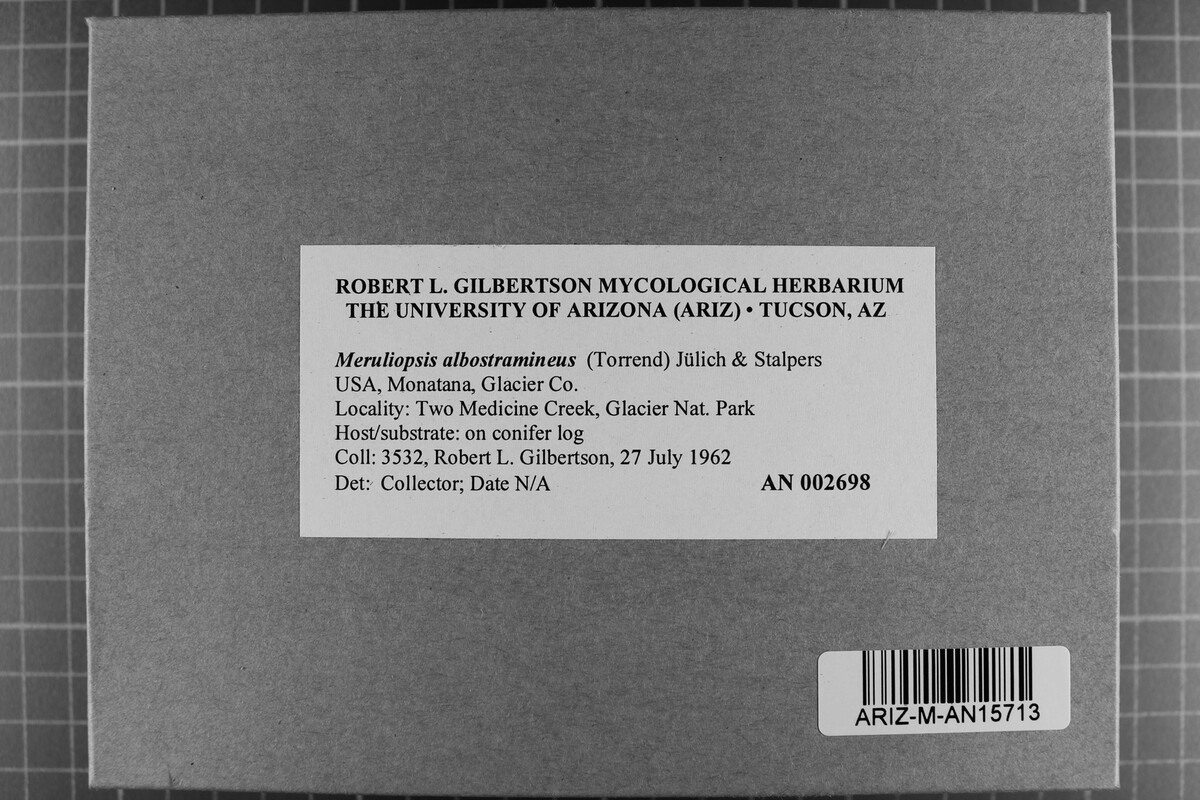 ROBERT L. GILBERTSON MYCOLOGICAL HERBARIUM
THE UNIVERSITY OF ARIZONA (ARIZ) • TUCSON, AZ
Meruliopsis albostramineus (Torrend) Jülich & Stalpers
USA, Monatana, Glacier Co.
Locality: Two Medicine Creek, Glacier Nat. Park
Host/substrate: on conifer log
Coll: 3532, Robert L. Gilbertson, 27 July 1962
Det: Collector; Date N/A AN 002698
ARIZ-M-AN15713